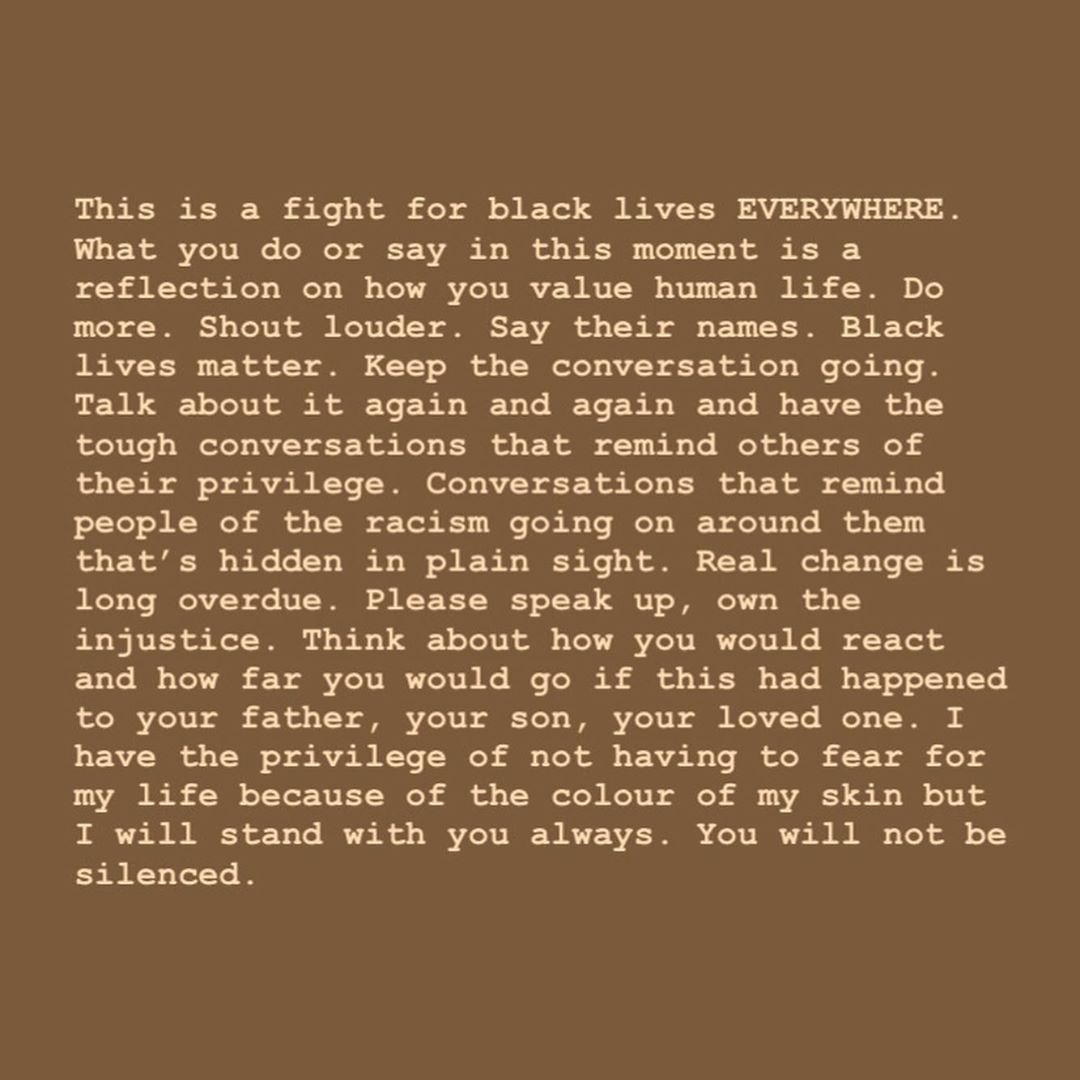 This is a fight for black lives EVERYWHERE.
What you do or say in this moment is a
reflection on how you value human life. Do
more. Shout louder. Say their names. Black
lives matter. Keep the conversation going.
Talk about it again and again and have the
tough conversations that remind others of
their privilege. Conversations that remind
people of the racism going on around them
that’s hidden in plain sight. Real change is
long overdue. Please speak up, own the
injustice. Think about how you would react
and how far you would go if this had happened
to your father, your son, your loved one. I
have the privilege of not having to fear for
my life because of the colour of my skin but
I will stand with you always. You will not be
silenced.